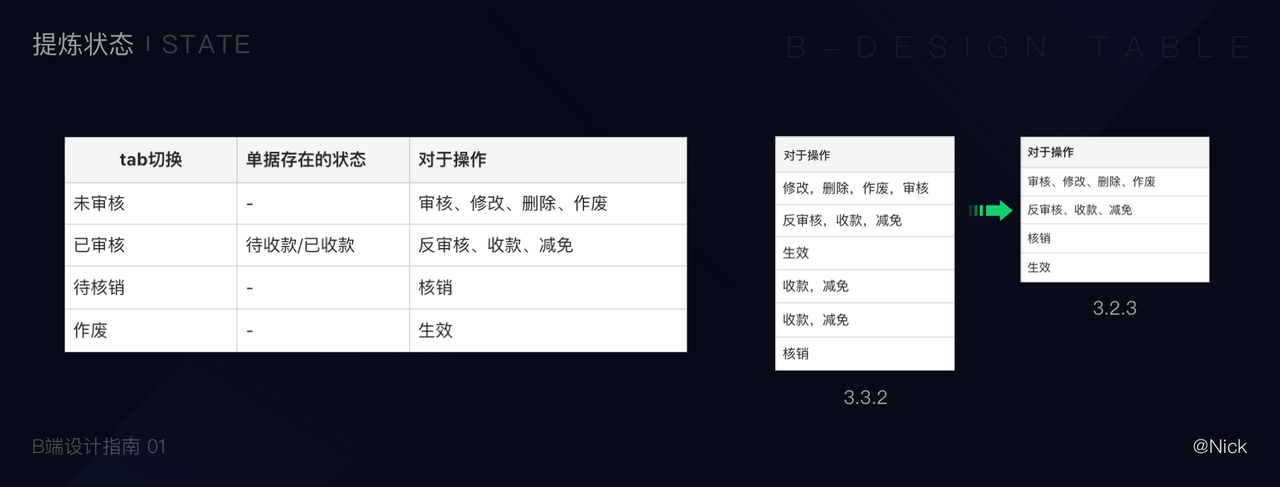 提炼状态 | STATE
B-DESIGN TABLE
tab切换 单据存在的状态 对于操作
未审核 - 审核、修改、删除、作废
已审核 待收款/已收款 反审核、收款、减免
待核销 - 核销
作废 - 生效
对于操作
修改，删除，作废，审核
反审核，收款，减免
生效
收款，减免
收款，减免
核销
3.3.2
对于操作
审核、修改、删除、作废
反审核、收款、减免
核销
生效
3.2.3
B端设计指南 01
@Nick